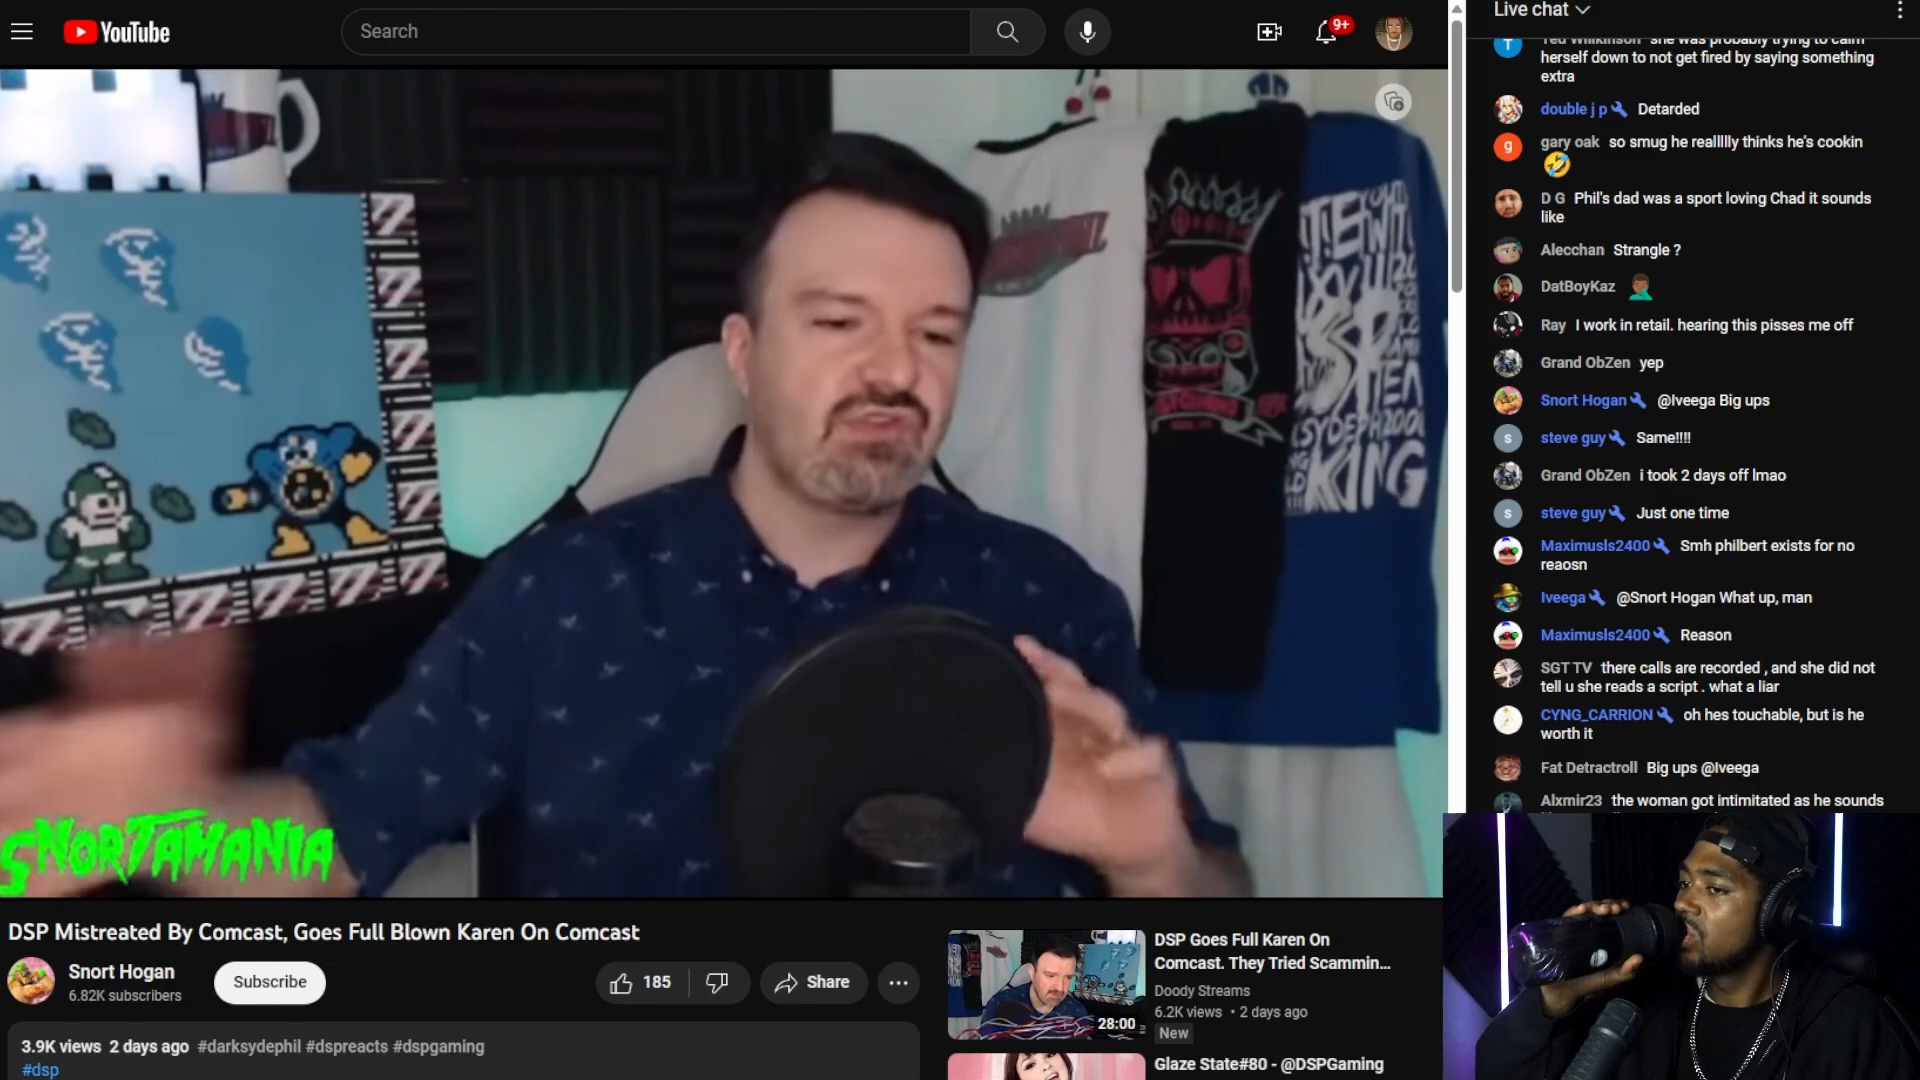 YouTube
Search
9+
Live chat
Ted Willkinson she was probably trying to calm
herself down to not get fired by saying something
extra
double j p Detarded
gary oak so smug he reallllly thinks he's cookin
D G Phil's dad was a sport loving Chad it sounds
like
Alecchan Strangle ?
DatBoyKaz
Ray I work in retail. hearing this pisses me off
Grand ObZen yep
Snort Hogan @Iveega Big ups
steve guy Same!!!!
Grand ObZen i took 2 days off lmao
steve guy Just one time
Maximusls2400 Smh philbert exists for no
reaosn
Iveega @Snort Hogan What up, man
Maximusls2400 Reason
SGT TV there calls are recorded , and she did not
tell u she reads a script . what a liar
CYNG_CARRION oh hes touchable, but is he
worth it
Fat Detractroll Big ups @Iveega
Alxmir23 the woman got intimitated as he sounds
KING
SNORTAMANIA
DSP Mistreated By Comcast, Goes Full Blown Karen On Comcast
Snort Hogan
6.82K subscribers
Subscribe
185
Share
3.9K views 2 days ago #darksydephil #dspreacts #dspgaming
#dsp
28:00
DSP Goes Full Karen On
Comcast. They Tried Scammin...
Doody Streams
6.2K views • 2 days ago
New
Glaze State#80 - @DSPGaming